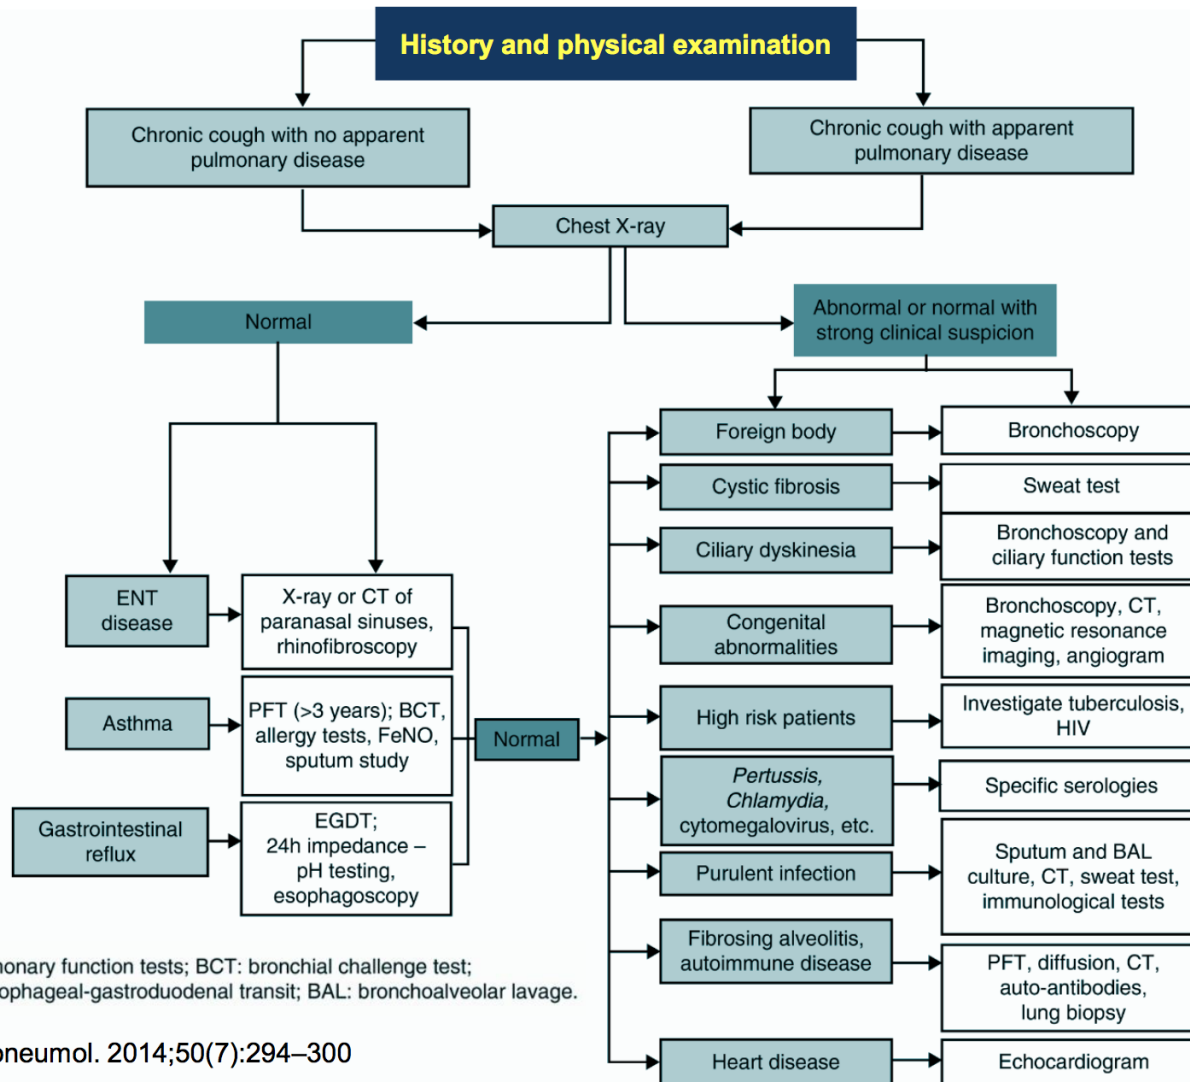 History and physical examination
Chronic cough with no apparent
pulmonary disease
Chronic cough with apparent
pulmonary disease
Chest X-ray
Normal
Abnormal or normal with
strong clinical suspicion
ENT
disease
X-ray or CT of
paranasal sinuses,
rhinofibroscopy
Asthma
PFT (>3 years); BCT,
allergy tests, FeNO,
sputum study
Gastrointestinal
reflux
EGDT;
24h impedance –
pH testing,
esophagoscopy
Normal
Foreign body
Bronchoscopy
Cystic fibrosis
Sweat test
Ciliary dyskinesia
Bronchoscopy and
ciliary function tests
Congenital
abnormalities
Bronchoscopy, CT,
magnetic resonance
imaging, angiogram
High risk patients
Investigate tuberculosis,
HIV
Pertussis,
Chlamydia,
cytomegalovirus, etc.
Specific serologies
Purulent infection
Sputum and BAL
culture, CT, sweat test,
immunological tests
Fibrosing alveolitis,
autoimmune disease
PFT, diffusion, CT,
auto-antibodies,
lung biopsy
Heart disease
Echocardiogram
monary function tests; BCT: bronchial challenge test;
ophageal-gastroduodenal transit; BAL: bronchoalveolar lavage.
oneumol. 2014;50(7):294–300